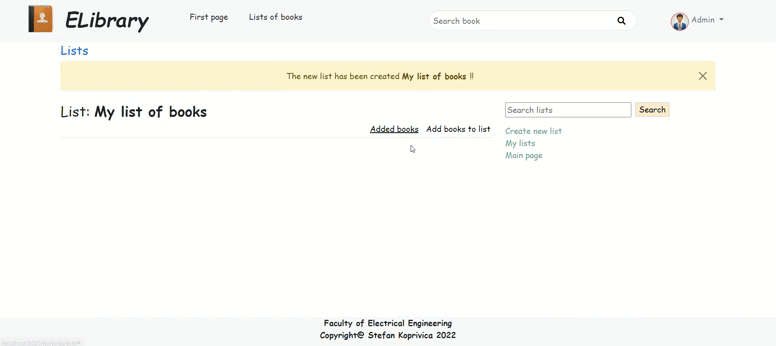 ELibrary
First page
Lists of books
Search book
Admin
Lists
The new list has been created My list of books !!
List: My list of books
Search lists
Search
Added books
Add books to list
Create new list
My lists
Main page
Faculty of Electrical Engineering
Copyright@ Stefan Koprivica 2022